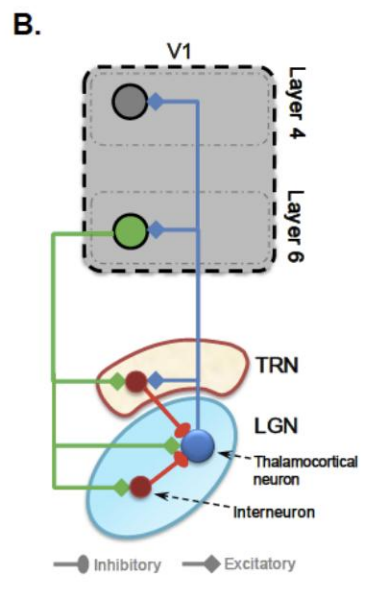 B.
V1
Layer 4
Layer 6
TRN
LGN
Thalamocortical
neuron
Interneuron
Inhibitory
Excitatory